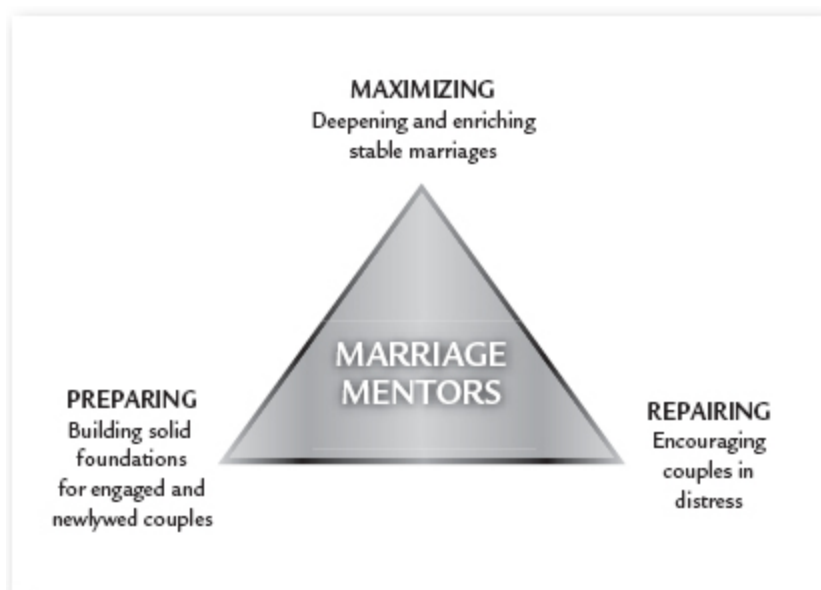 MAXIMIZING
Deepening and enriching
stable marriages
MARRIAGE
MENTORS
PREPARING
Building solid
foundations
for engaged and
newlywed couples
REPAIRING
Encouraging
couples in
distress